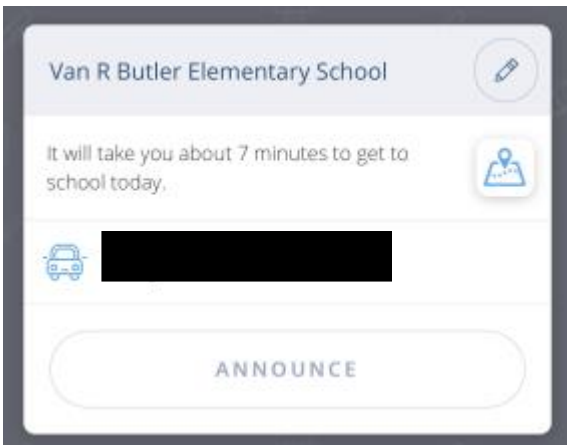 Van R Butler Elementary School
It will take you about 7 minutes to get to
school today.
ANNOUNCE